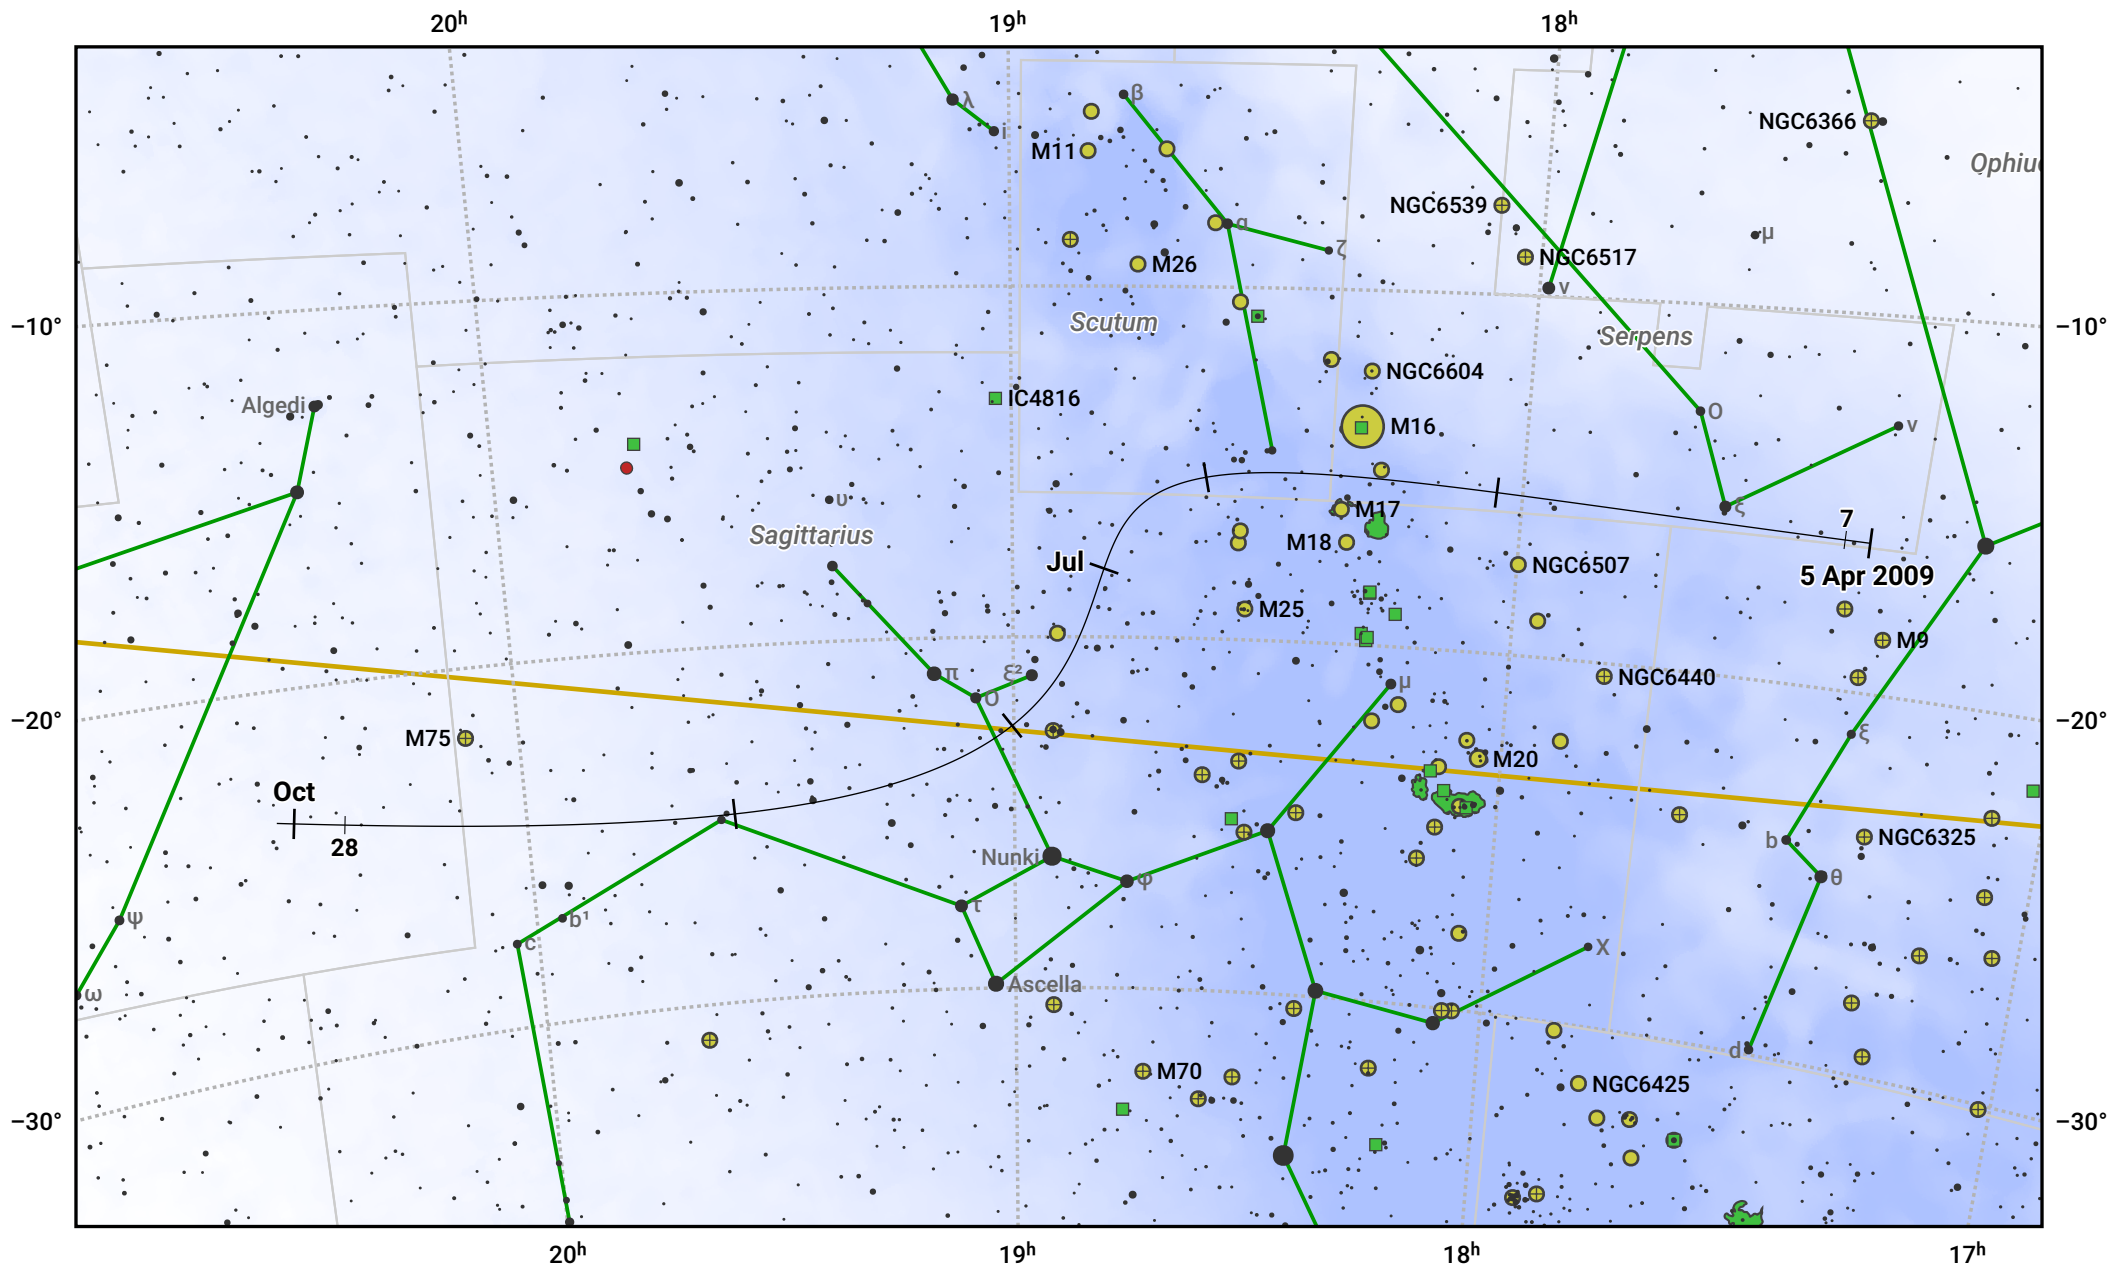 20ʰ 19ʰ 18ʰ
λ
i
β
M11
NGC6366
Ophiu
NGC6539
α
ζ
μ
M26
NGC6517
ν
−10° −10°
Scutum
Serpens
NGC6604
IC4816
Algedi
M16
ο
ν
υ
M17
ξ
7
Sagittarius
M18
Jul
NGC6507
5 Apr 2009
M25
M9
π
ξ²
ο
μ
NGC6440
−20° −20°
M75
M20
ξ
Oct
28
Nunki
φ
b
NGC6325
θ
τ
ψ
b¹
c
X
ω
Ascella
d
M70
NGC6425
−30° −30°
20ʰ 19ʰ 18ʰ 17ʰ